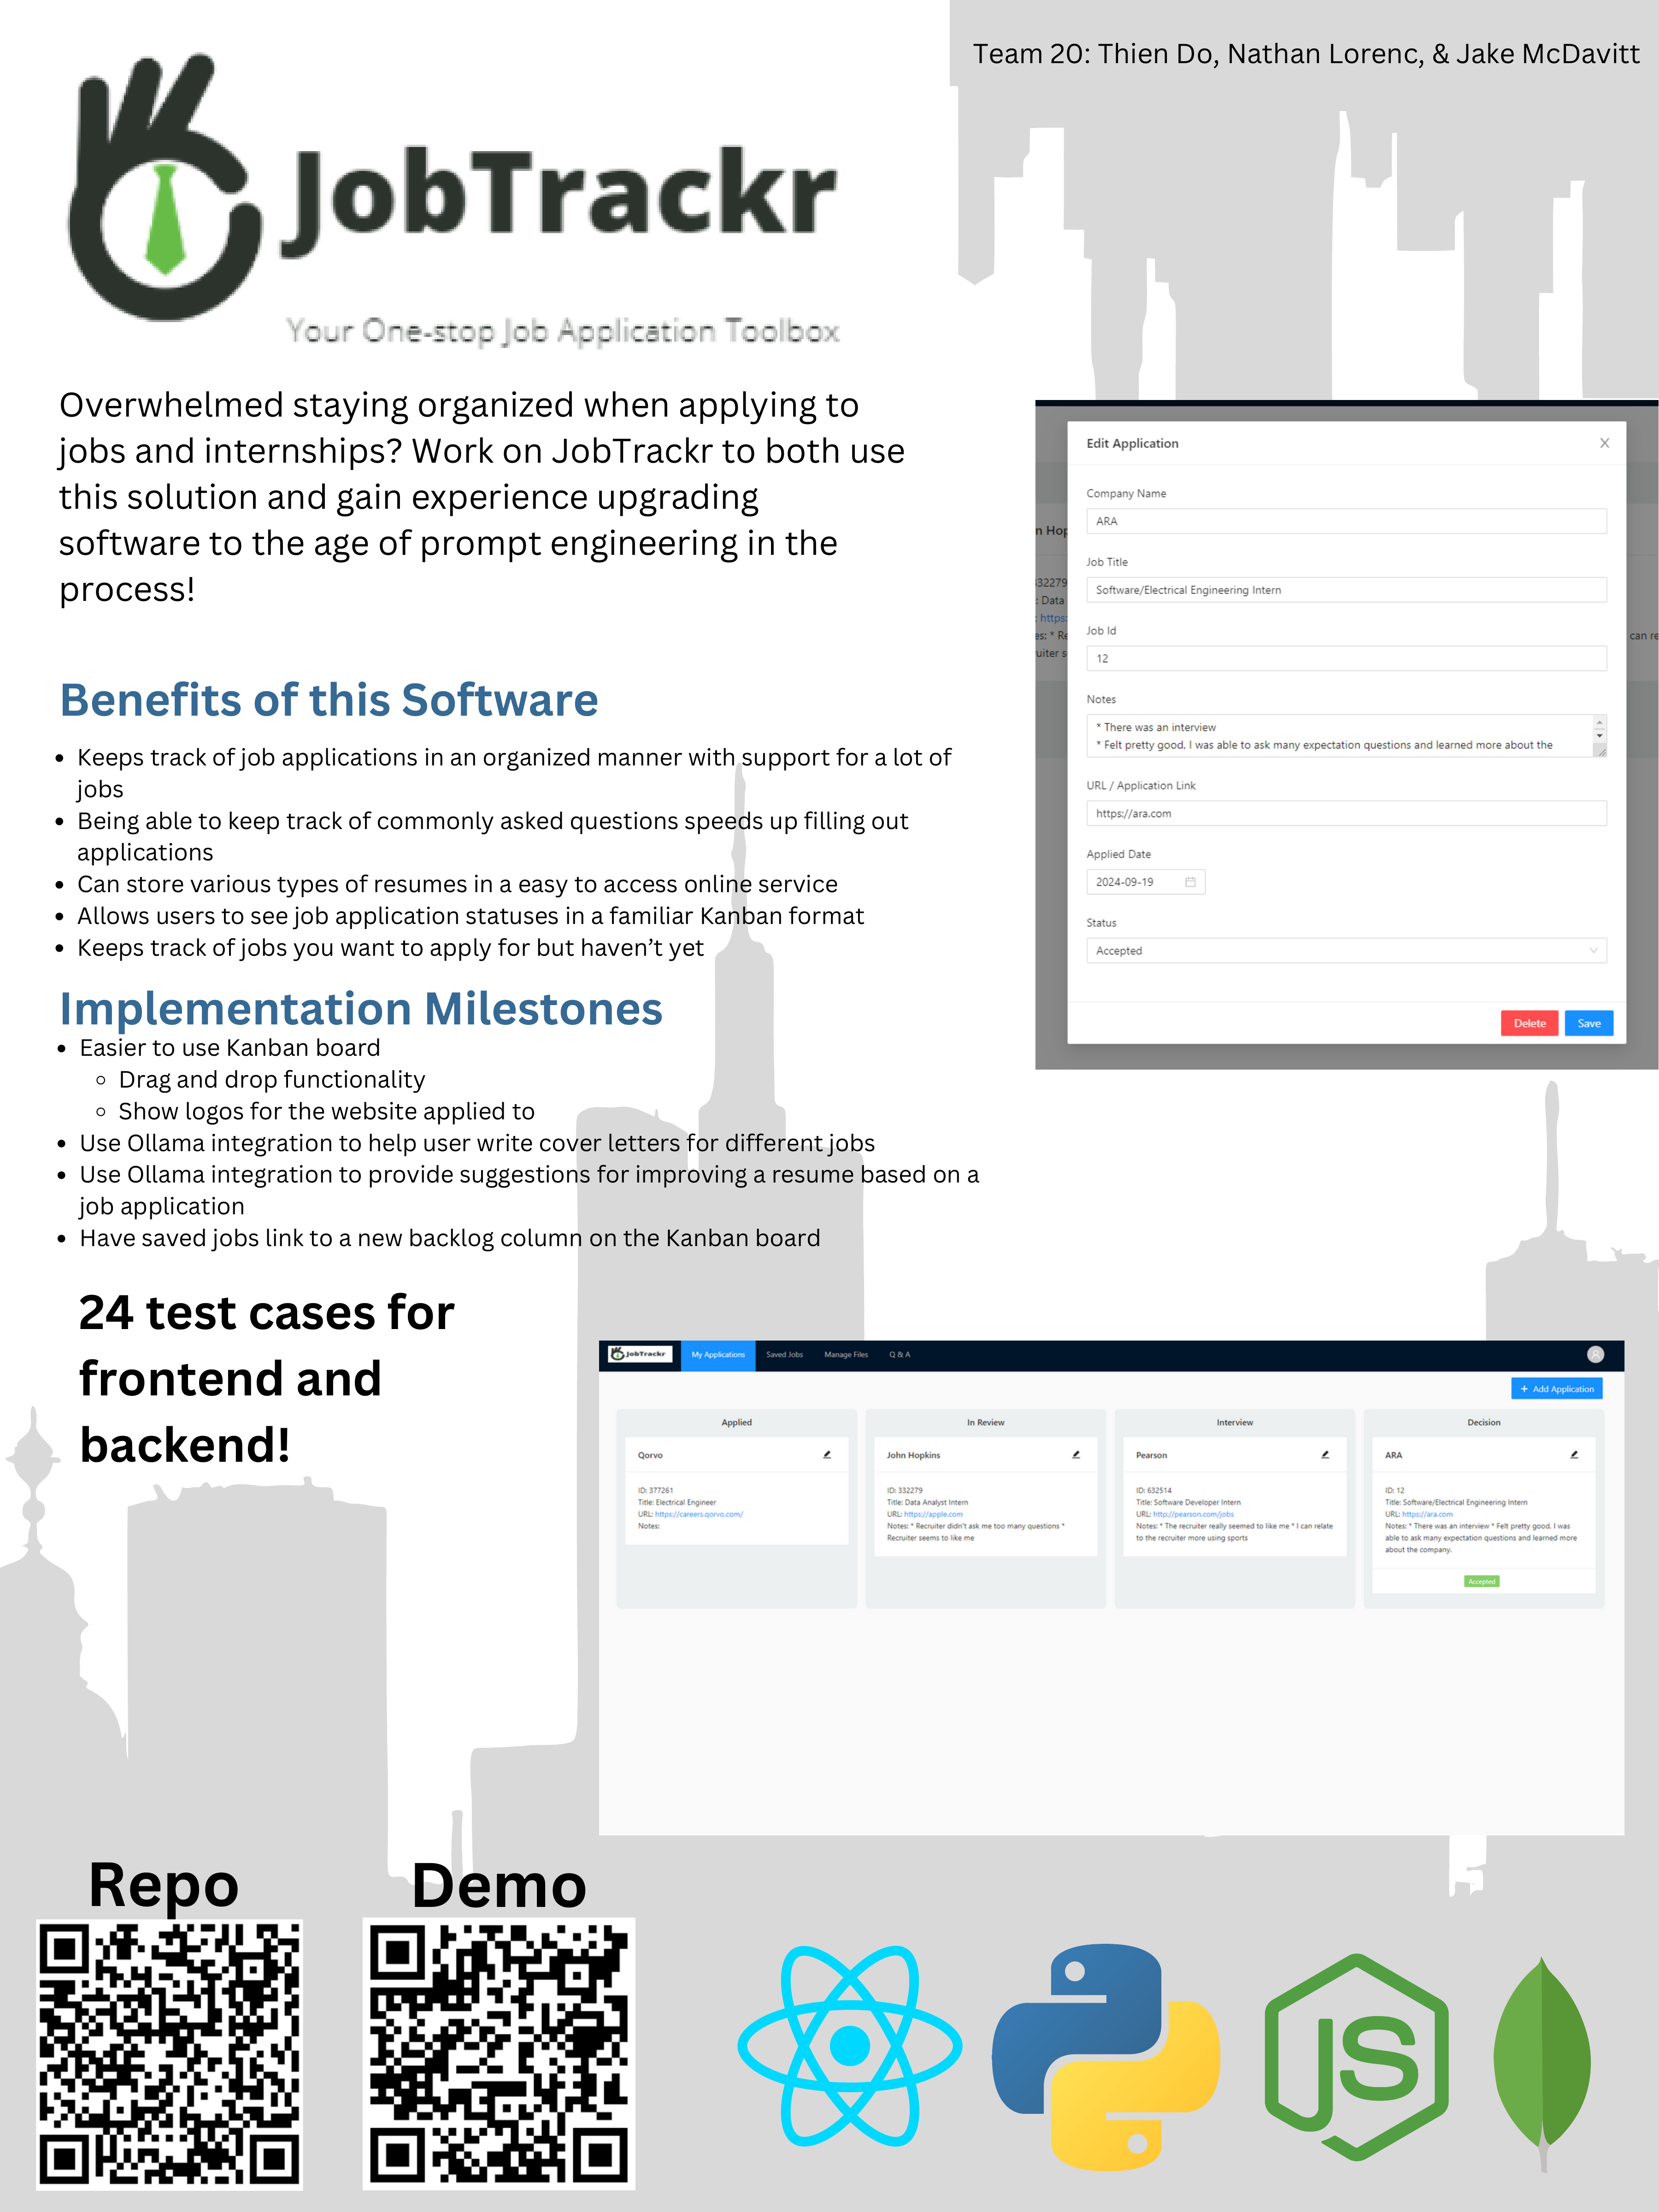 Team 20: Thien Do, Nathan Lorenc, & Jake McDavitt
JobTrackr
Your One-stop Job Application Toolbox
Overwhelmed staying organized when applying to
jobs and internships? Work on JobTrackr to both use
this solution and gain experience upgrading
software to the age of prompt engineering in the
process!
Benefits of this Software
• Keeps track of job applications in an organized manner with support for a lot of
jobs
• Being able to keep track of commonly asked questions speeds up filling out
applications
• Can store various types of resumes in a easy to access online service
• Allows users to see job application statuses in a familiar Kanban format
• Keeps track of jobs you want to apply for but haven't yet
Implementation Milestones
• Easier to use Kanban board
◦ Drag and drop functionality
◦ Show logos for the website applied to
• Use Ollama integration to help user write cover letters for different jobs
• Use Ollama integration to provide suggestions for improving a resume based on a
job application
• Have saved jobs link to a new backlog column on the Kanban board
24 test cases for
frontend and
backend!
Edit Application
Company Name
ARA
Job Title
Software/Electrical Engineering Intern
Job Id
12
Notes
* There was an interview
* Felt pretty good, I was able to ask many expectation questions and learned more about the
URL / Application Link
https://ara.com
Applied Date
2024-09-19
Status
Accepted
Delete Save
n Hop
332279
: Data
: https:
es: * Re
ruiter s
can re
JobTrackr My Applications Saved Jobs Manage Files Q & A
+ Add Application
Applied
Qorvo
ID: 377261
Title: Electrical Engineer
URL: https://careers.qorvo.com/
Notes:
In Review
John Hopkins
ID: 332279
Title: Data Analyst Intern
URL: https://apple.com
Notes: * Recruiter didn't ask me too many questions *
Recruiter seems to like me
Interview
Pearson
ID: 632514
Title: Software Developer Intern
URL: http://pearson.com/jobs
Notes: * The recruiter really seemed to like me * I can relate
to the recruiter more using sports
Decision
ARA
ID: 12
Title: Software/Electrical Engineering Intern
URL: https://ara.com
Notes: * There was an interview * Felt pretty good, I was
able to ask many expectation questions and learned more
about the company.
Accepted
Repo
Demo
JS